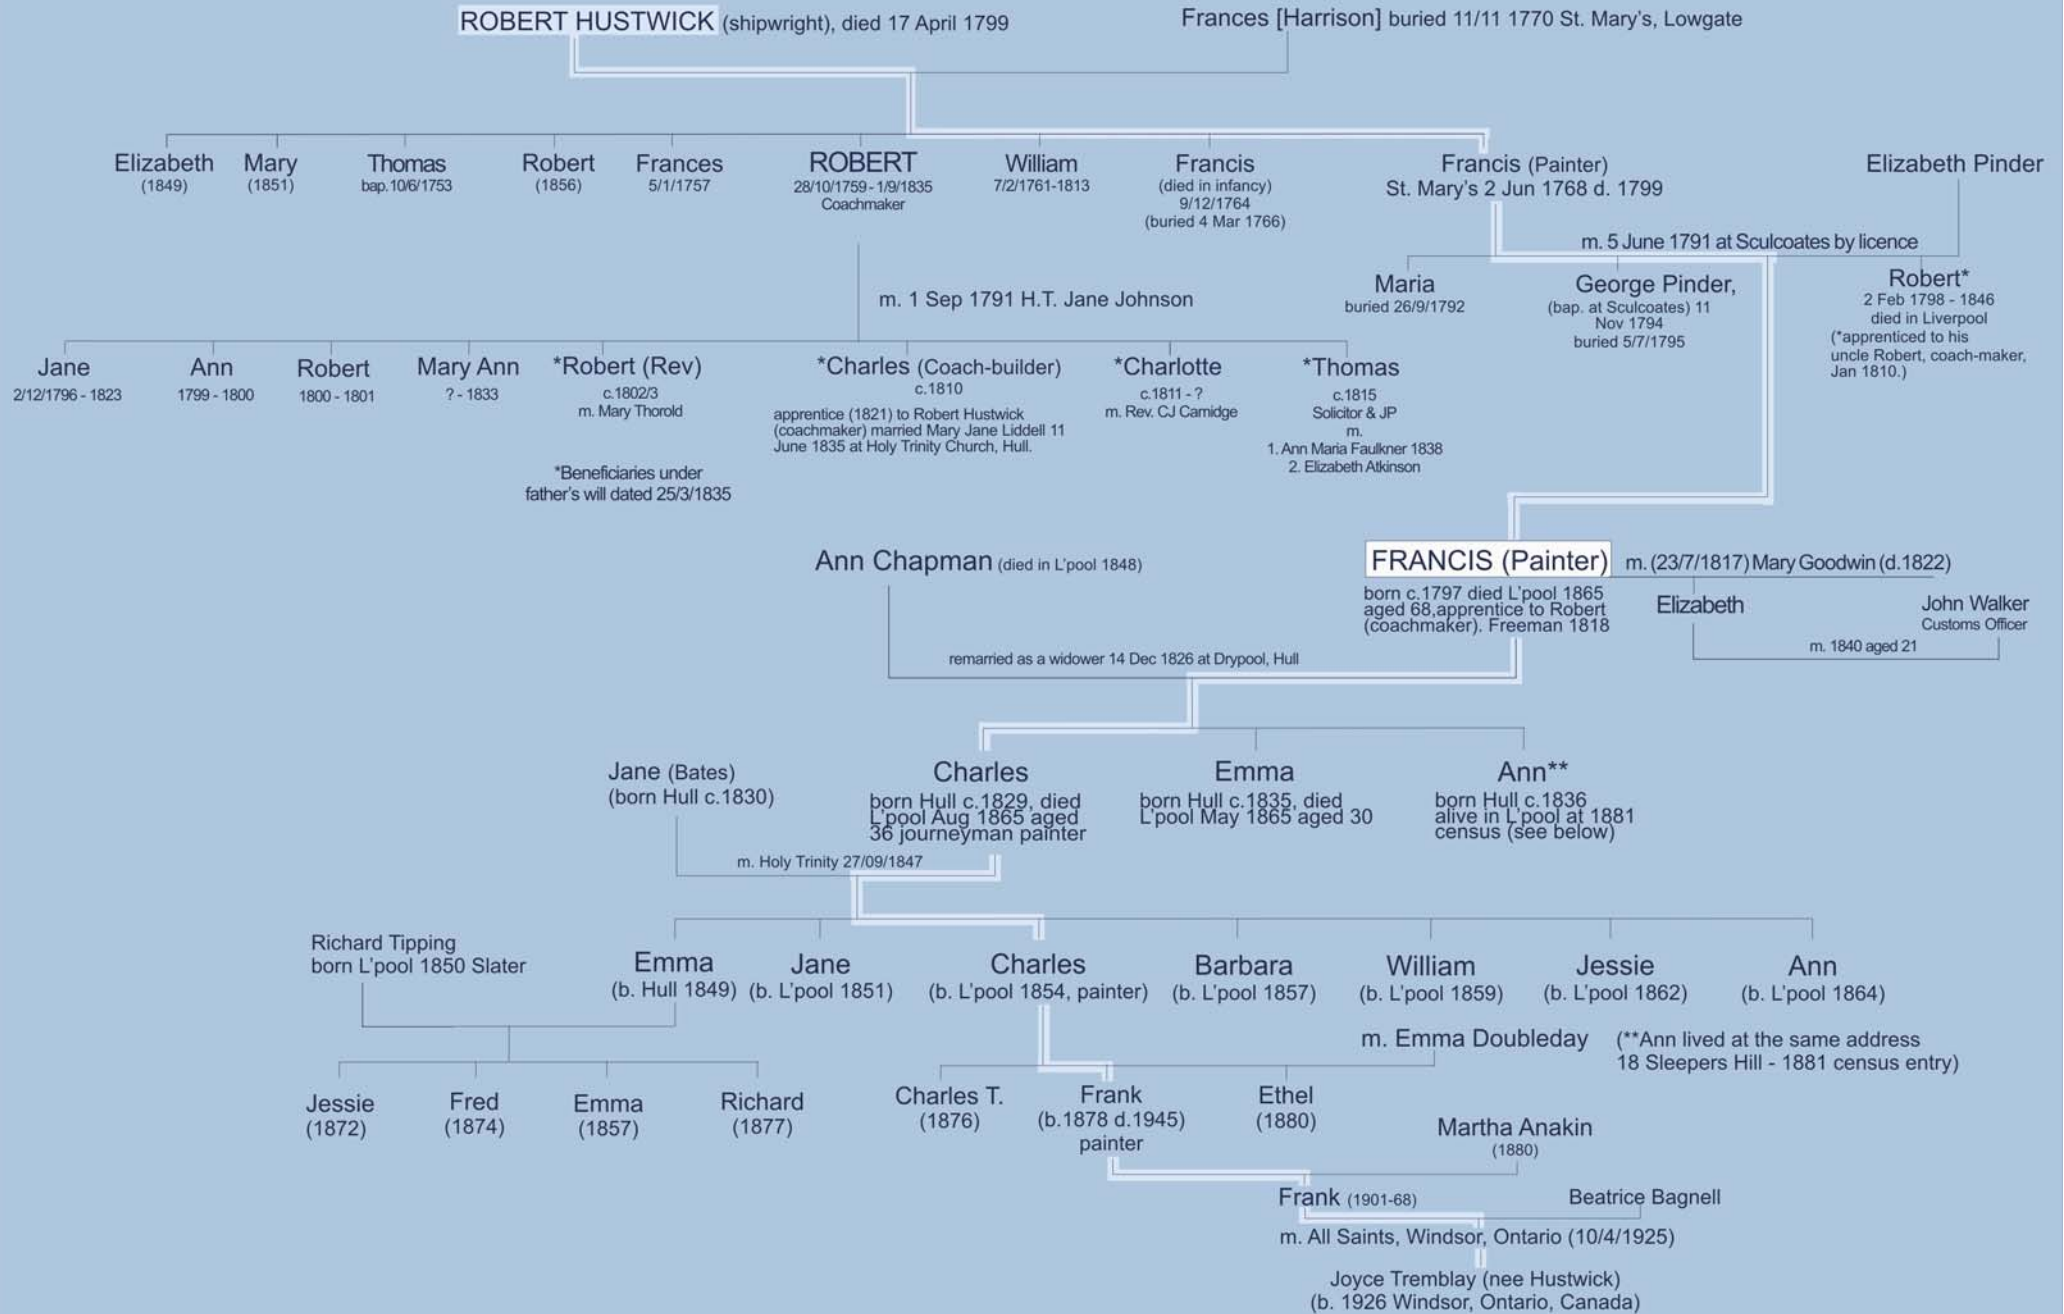 ROBERT HUSTWICK (shipwright), died 17 April 1799
Frances [Harrison] buried 11/11 1770 St. Mary's, Lowgate
Elizabeth
(1849)
Mary
(1851)
Thomas
bap.10/6/1753
Robert
(1856)
Frances
5/1/1757
ROBERT
28/10/1759 - 1/9/1835
Coachmaker
William
7/2/1761-1813
Francis
(died in infancy)
9/12/1764
(buried 4 Mar 1766)
Francis (Painter)
St. Mary's 2 Jun 1768 d. 1799
Elizabeth Pinder
m. 5 June 1791 at Sculcoates by licence
m. 1 Sep 1791 H.T. Jane Johnson
Maria
buried 26/9/1792
George Pinder,
(bap. at Sculcoates) 11
Nov 1794
buried 5/7/1795
Robert*
2 Feb 1798 - 1846
died in Liverpool
(*apprenticed to his
uncle Robert, coach-maker,
Jan 1810.)
Jane
2/12/1796 - 1823
Ann
1799 - 1800
Robert
1800 - 1801
Mary Ann
? - 1833
*Robert (Rev)
c.1802/3
m. Mary Thorold
*Charles (Coach-builder)
c.1810
apprentice (1821) to Robert Hustwick
(coachmaker) married Mary Jane Liddell 11
June 1835 at Holy Trinity Church, Hull.
*Charlotte
c.1811 - ?
m. Rev. CJ Camidge
*Thomas
c.1815
Solicitor & JP
m.
1. Ann Maria Faulkner 1838
2. Elizabeth Atkinson
*Beneficiaries under
father's will dated 25/3/1835
Ann Chapman (died in L'pool 1848)
FRANCIS (Painter)
m. (23/7/1817) Mary Goodwin (d.1822)
born c.1797 died L'pool 1865
aged 68,apprentice to Robert
(coachmaker). Freeman 1818
Elizabeth
John Walker
Customs Officer
m. 1840 aged 21
remarried as a widower 14 Dec 1826 at Drypool, Hull
Jane (Bates)
(born Hull c.1830)
Charles
born Hull c.1829, died
L'pool Aug 1865 aged
36 journeyman painter
Emma
born Hull c.1835, died
L'pool May 1865 aged 30
Ann**
born Hull c.1836
alive in L'pool at 1881
census (see below)
m. Holy Trinity 27/09/1847
Richard Tipping
born L'pool 1850 Slater
Emma
(b. Hull 1849)
Jane
(b. L'pool 1851)
Charles
(b. L'pool 1854, painter)
Barbara
(b. L'pool 1857)
William
(b. L'pool 1859)
Jessie
(b. L'pool 1862)
Ann
(b. L'pool 1864)
m. Emma Doubleday
(**Ann lived at the same address
18 Sleepers Hill - 1881 census entry)
Jessie
(1872)
Fred
(1874)
Emma
(1857)
Richard
(1877)
Charles T.
(1876)
Frank
(b.1878 d.1945)
painter
Ethel
(1880)
Martha Anakin
(1880)
Frank (1901-68)
Beatrice Bagnell
m. All Saints, Windsor, Ontario (10/4/1925)
Joyce Tremblay (nee Hustwick)
(b. 1926 Windsor, Ontario, Canada)